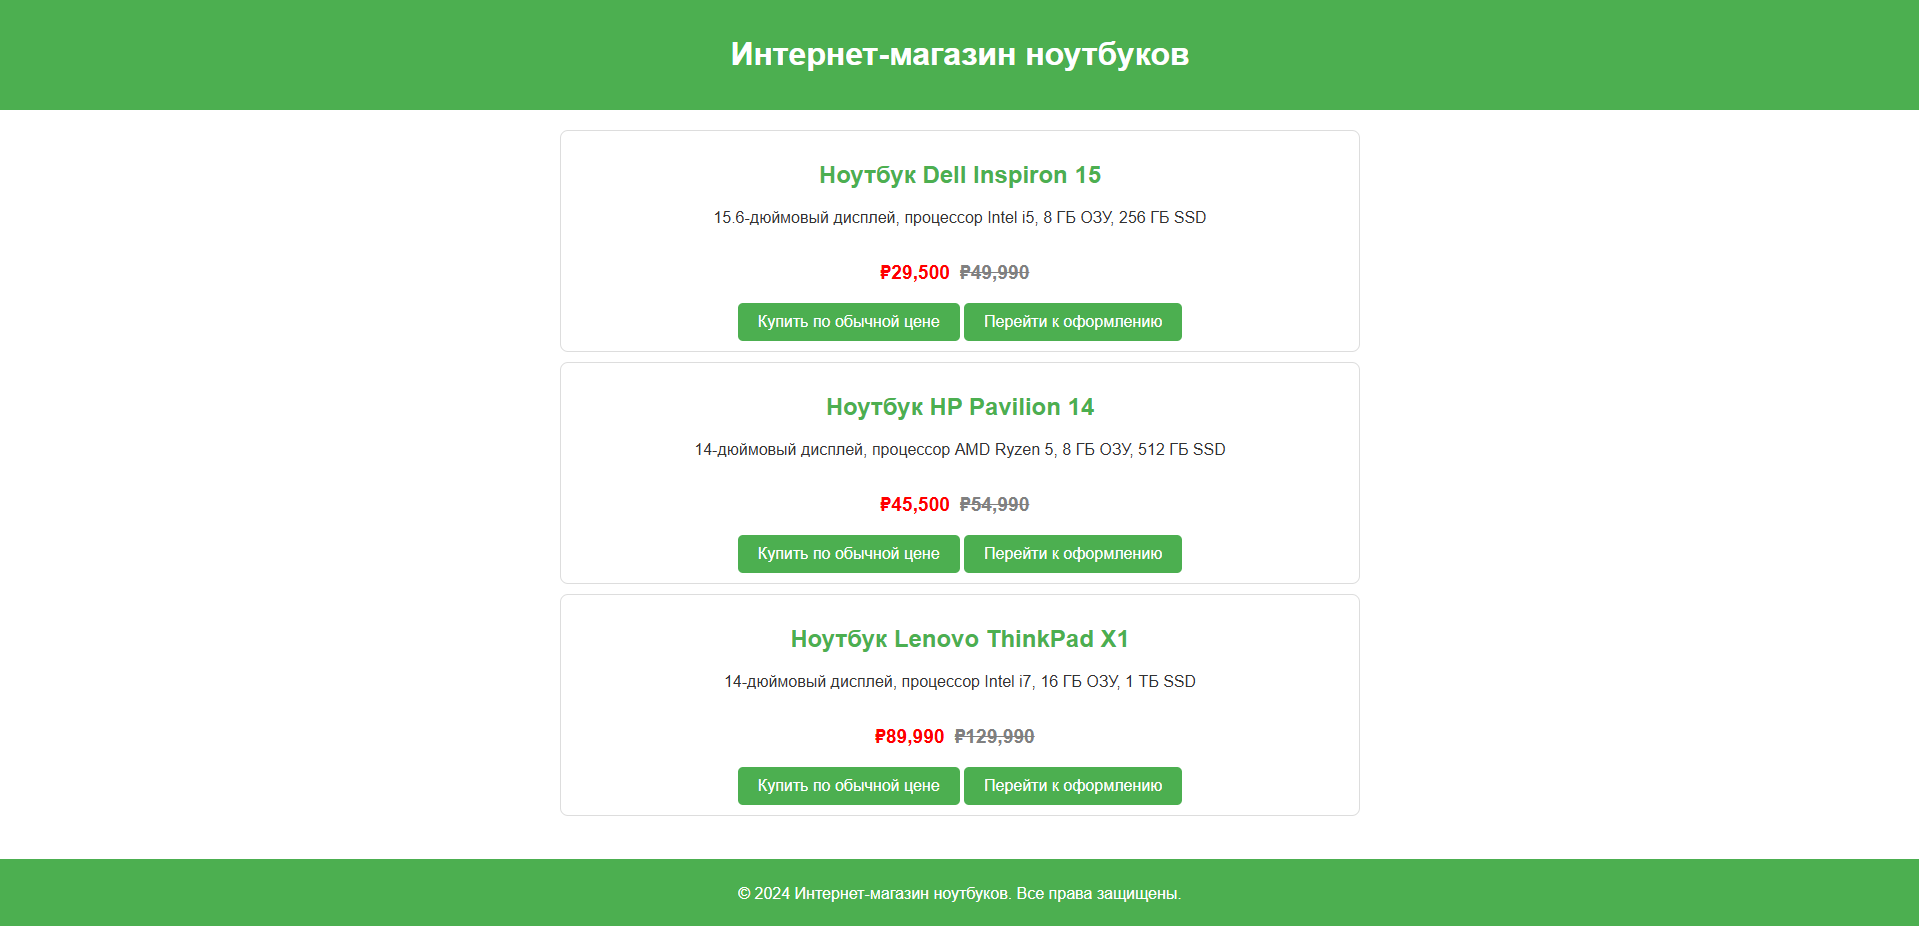 Интернет-магазин ноутбуков
Ноутбук Dell Inspiron 15
15.6-дюймовый дисплей, процессор Intel i5, 8 ГБ ОЗУ, 256 ГБ SSD
₽29,500 ₽49,990
Купить по обычной цене Перейти к оформлению
Ноутбук HP Pavilion 14
14-дюймовый дисплей, процессор AMD Ryzen 5, 8 ГБ ОЗУ, 512 ГБ SSD
₽45,500 ₽54,990
Купить по обычной цене Перейти к оформлению
Ноутбук Lenovo ThinkPad X1
14-дюймовый дисплей, процессор Intel i7, 16 ГБ ОЗУ, 1 ТБ SSD
₽89,990 ₽129,990
Купить по обычной цене Перейти к оформлению
© 2024 Интернет-магазин ноутбуков. Все права защищены.